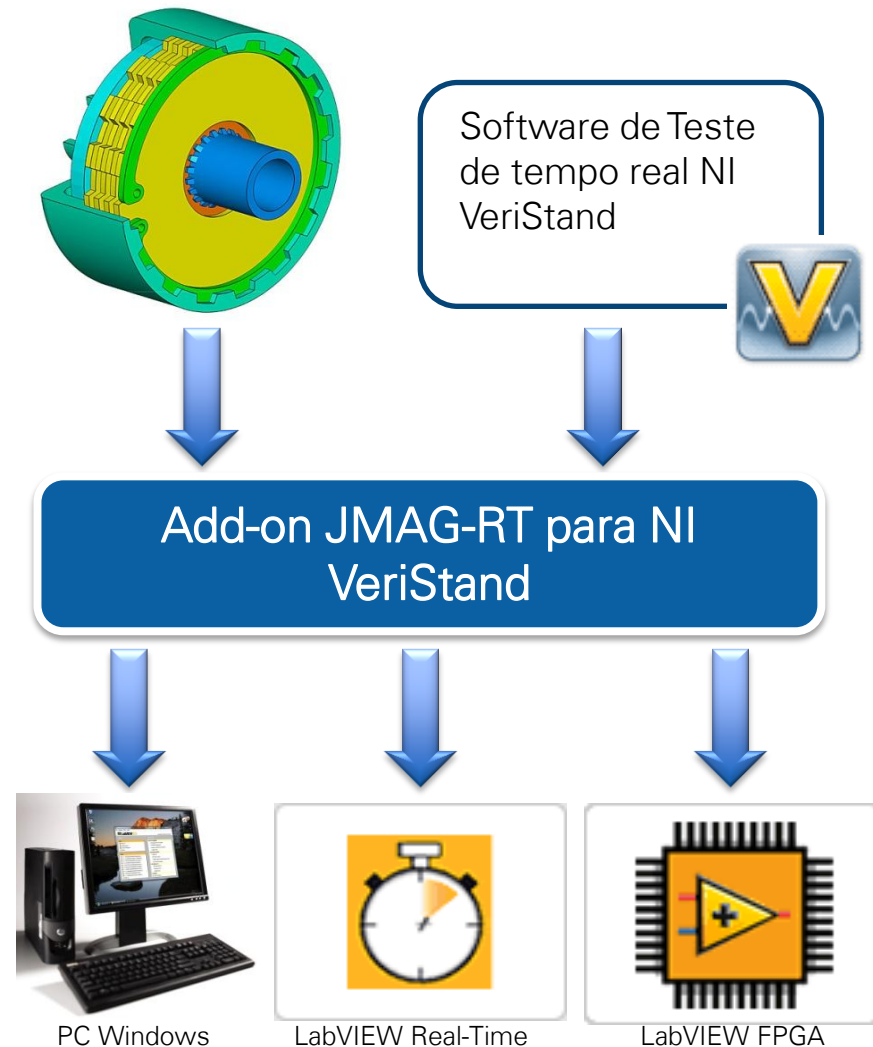 Software de Teste
de tempo real NI
VeriStand
V
Add-on JMAG-RT para NI
VeriStand
PC Windows
LabVIEW Real-Time
LabVIEW FPGA